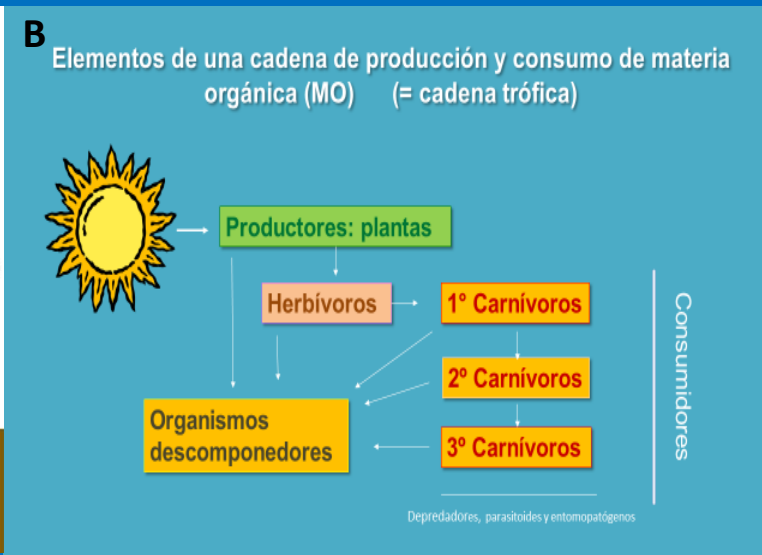 B
Elementos de una cadena de producción y consumo de materia
orgánica (MO) (= cadena trófica)
Productores: plantas
Herbívoros
1° Carnívoros
2º Carnívoros
Organismos
descomponedores
3º Carnívoros
Consumidores
Depredadores, parasitoides y entomopatógenos